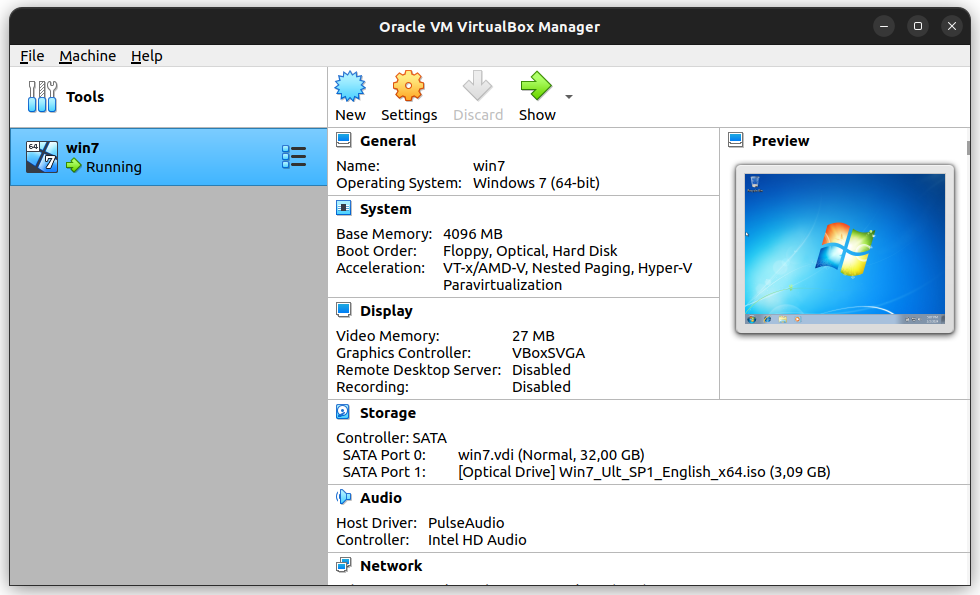 Oracle VM VirtualBox Manager
File Machine Help
Tools
New Settings Discard Show
64 7 win7
Running
General
Name: win7
Operating System: Windows 7 (64-bit)
Preview
System
Base Memory: 4096 MB
Boot Order: Floppy, Optical, Hard Disk
Acceleration: VT-x/AMD-V, Nested Paging, Hyper-V
Paravirtualization
Display
Video Memory: 27 MB
Graphics Controller: VBoxSVGA
Remote Desktop Server: Disabled
Recording: Disabled
Storage
Controller: SATA
SATA Port 0: win7.vdi (Normal, 32,00 GB)
SATA Port 1: [Optical Drive] Win7_Ult_SP1_English_x64.iso (3,09 GB)
Audio
Host Driver: PulseAudio
Controller: Intel HD Audio
Network